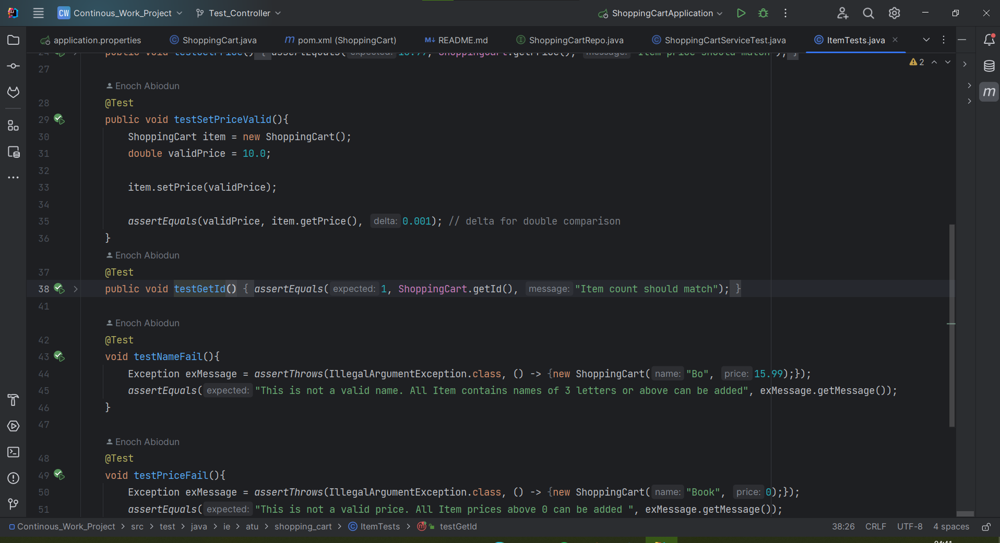 CW Continous_Work_Project Test_Controller ShoppingCartApplication
application.properties ShoppingCart.java pom.xml (ShoppingCart) README.md ShoppingCartRepo.java ShoppingCartServiceTest.java ItemTests.java
2
27
Enoch Abiodun
28 @Test
29 public void testSetPriceValid(){
30 ShoppingCart item = new ShoppingCart();
31 double validPrice = 10.0;
32
33 item.setPrice(validPrice);
34
35 assertEquals(validPrice, item.getPrice(), delta: 0.001); // delta for double comparison
36 }
Enoch Abiodun
37 @Test
38 public void testGetId() { assertEquals( expected: 1, ShoppingCart.getId(), message: "Item count should match"); }
41
Enoch Abiodun
42 @Test
43 void testNameFail(){
44 Exception exMessage = assertThrows(IllegalArgumentException.class, () -> {new ShoppingCart( name: "Bo", price: 15.99);});
45 assertEquals( expected: "This is not a valid name. All Item contains names of 3 letters or above can be added", exMessage.getMessage());
46 }
47
Enoch Abiodun
48 @Test
49 void testPriceFail(){
50 Exception exMessage = assertThrows(IllegalArgumentException.class, () -> {new ShoppingCart( name: "Book", price: 0);});
51 assertEquals( expected: "This is not a valid price. All Item prices above 0 can be added ", exMessage.getMessage());
Continous_Work_Project > src > test > java > ie > atu > shopping_cart > ItemTests > testGetId 38:26 CRLF UTF-8 4 spaces